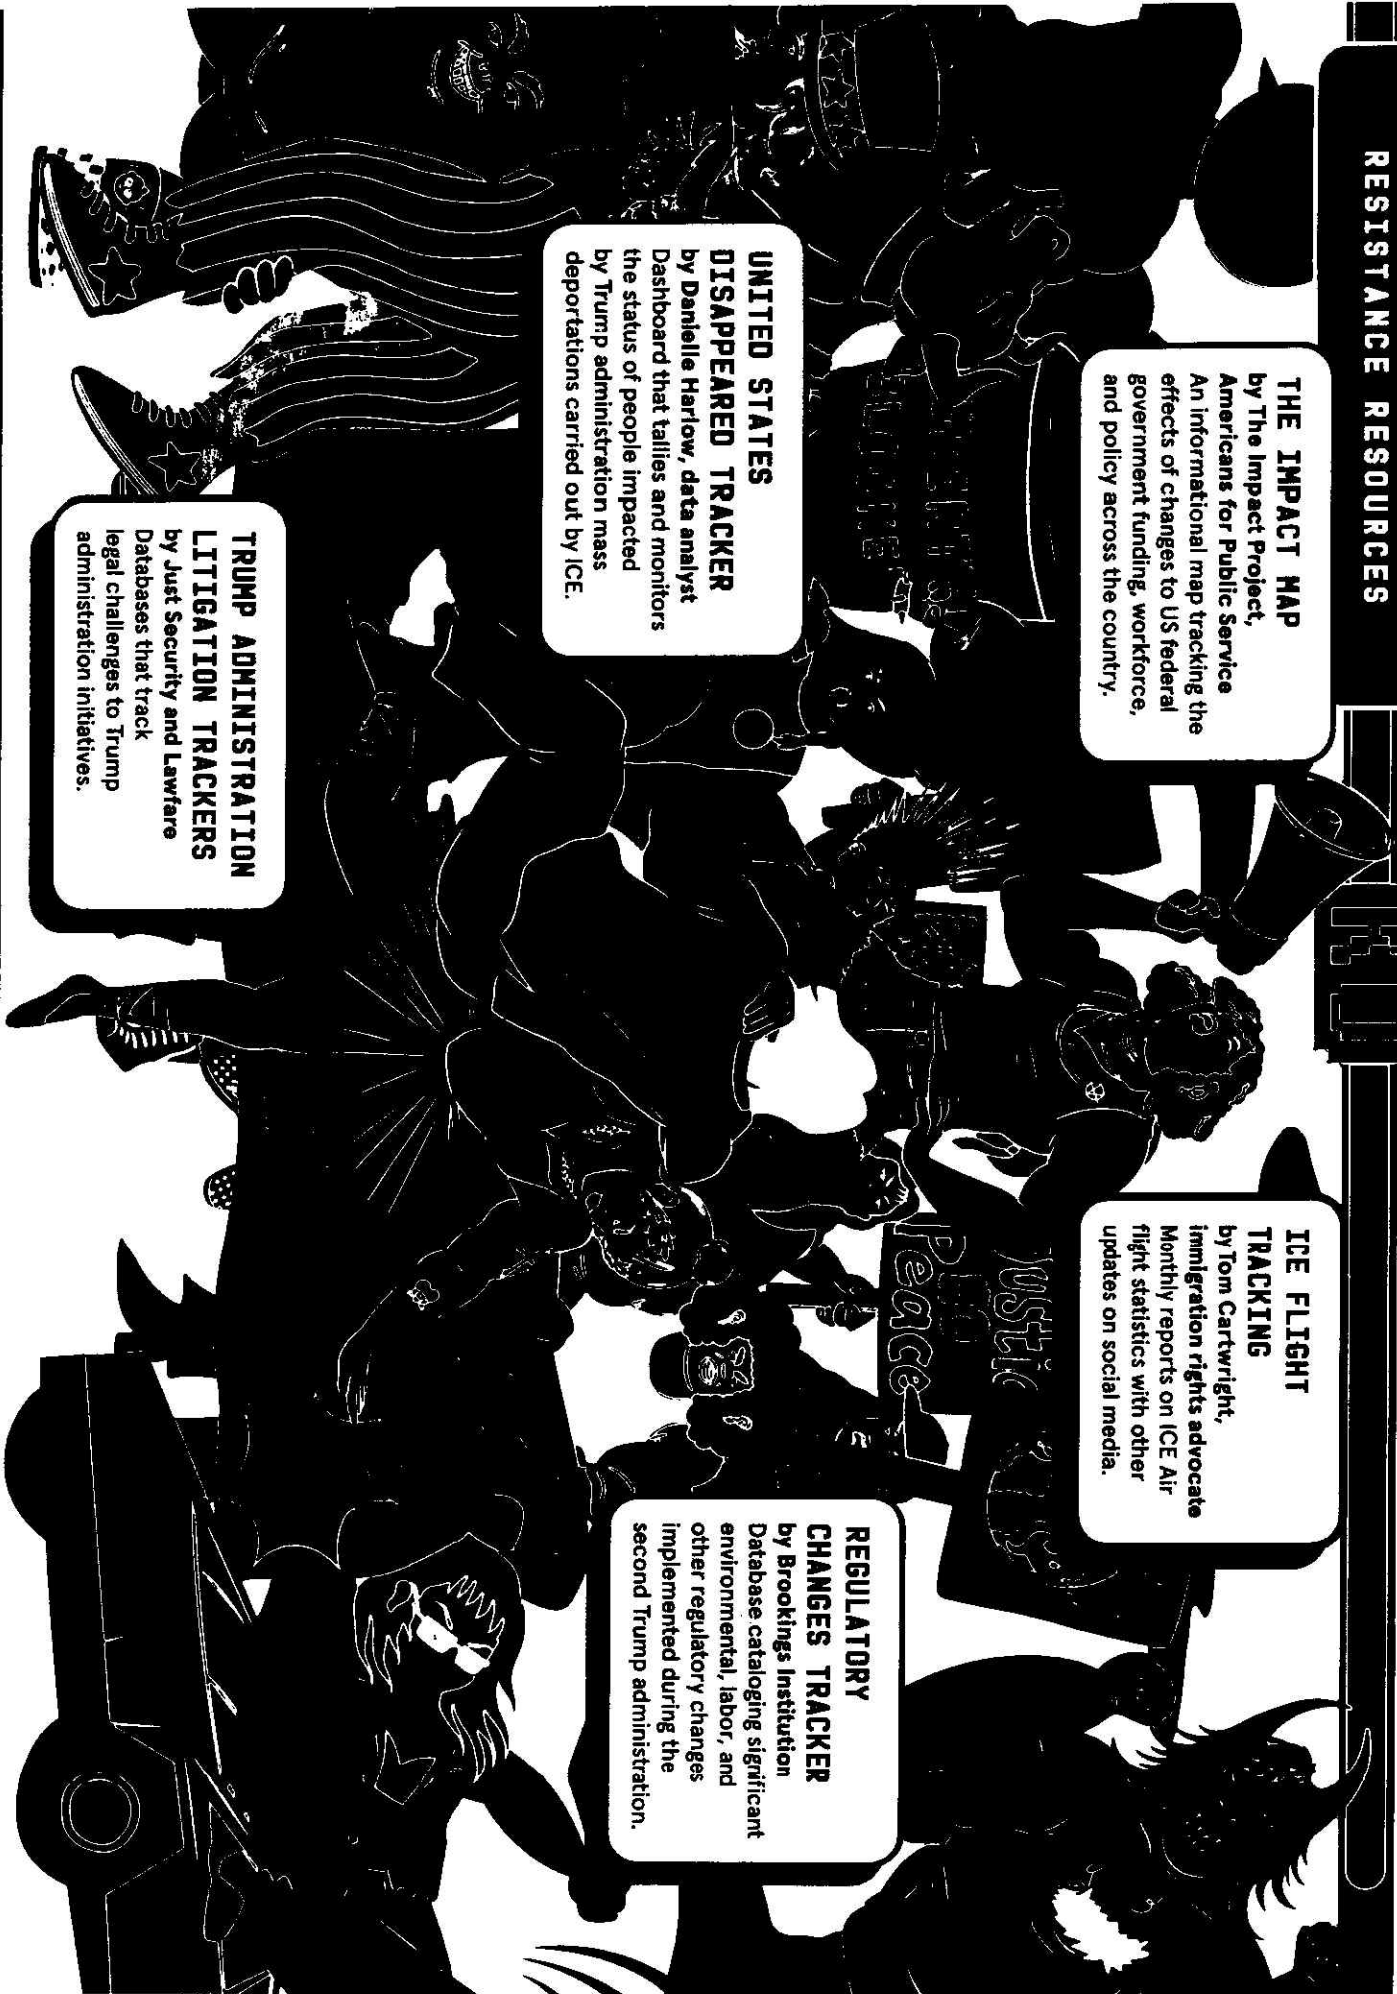 RESISTANCE RESOURCES
THE IMPACT MAP
by The Impact Project,
Americans for Public Service
An informational map tracking the
effects of changes to US federal
government funding, workforce,
and policy across the country.
ICE FLIGHT
TRACKING
by Tom Cartwright,
immigration rights advocate
Monthly reports on ICE Air
flight statistics with other
updates on social media.
UNITED STATES
DISAPPEARED TRACKER
by Danielle Harlow, data analyst
Dashboard that tallies and monitors
the status of people impacted
by Trump administration mass
deportations carried out by ICE.
Peace
REGULATORY
CHANGES TRACKER
by Brookings Institution
Database cataloging significant
environmental, labor, and
other regulatory changes
implemented during the
second Trump administration.
TRUMP ADMINISTRATION
LITIGATION TRACKERS
by Just Security and Lawfare
Databases that track
legal challenges to Trump
administration initiatives.